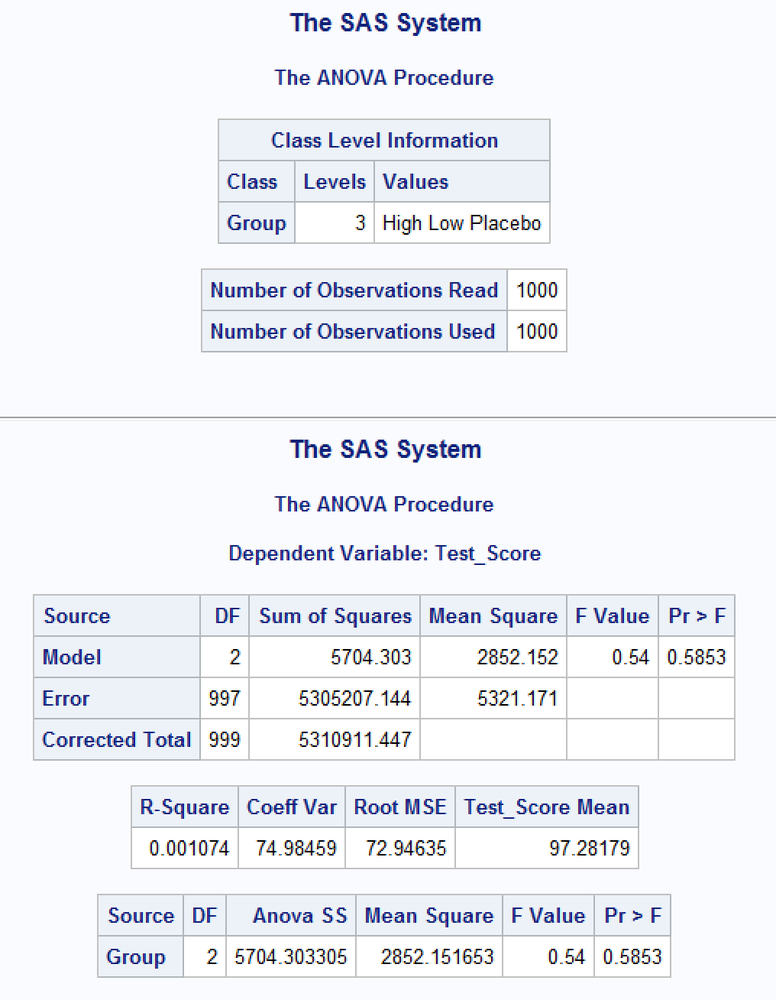 The SAS System
The ANOVA Procedure
Class Level Information
Class Levels Values
Group 3 High Low Placebo
Number of Observations Read 1000
Number of Observations Used 1000
The SAS System
The ANOVA Procedure
Dependent Variable: Test_Score
Source DF Sum of Squares Mean Square F Value Pr > F
Model 2 5704.303 2852.152 0.54 0.5853
Error 997 5305207.144 5321.171
Corrected Total 999 5310911.447
R-Square Coeff Var Root MSE Test_Score Mean
0.001074 74.98459 72.94635 97.28179
Source DF Anova SS Mean Square F Value Pr > F
Group 2 5704.303305 2852.151653 0.54 0.5853